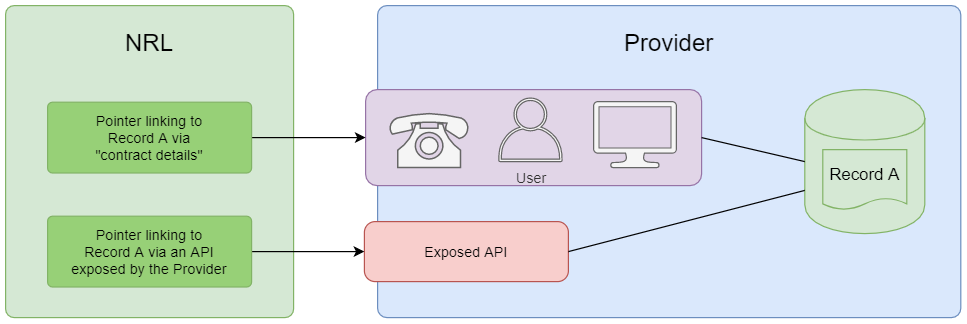 NRL
Provider
Pointer linking to
Record A via
"contract details"
User
Record A
Pointer linking to
Record A via an API
exposed by the Provider
Exposed API